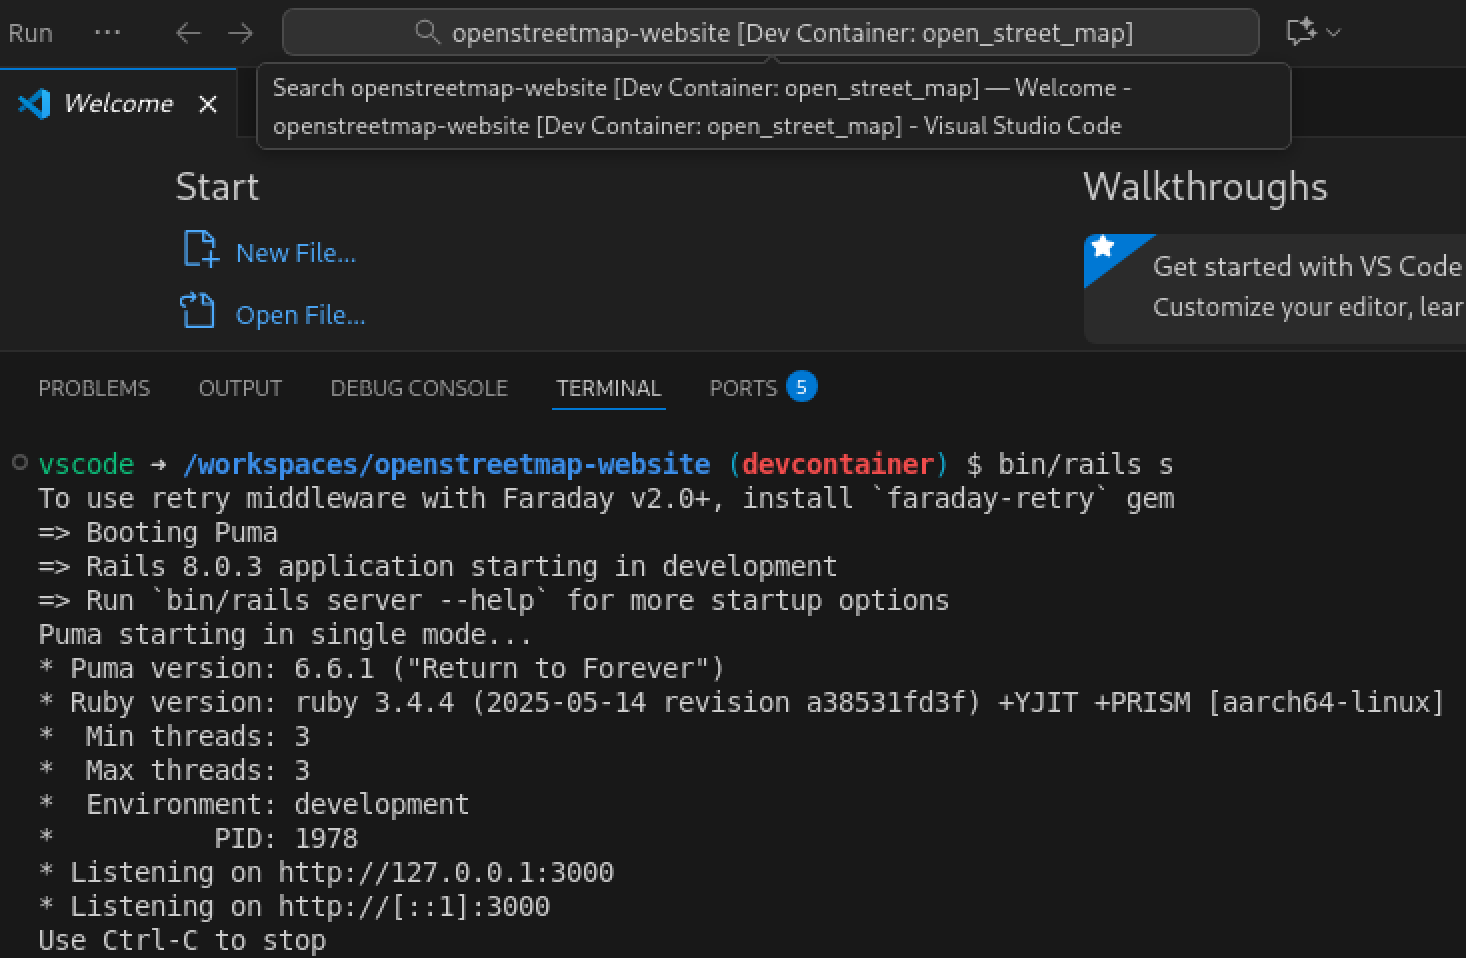 Run ···
openstreetmap-website [Dev Container: open_street_map]
Welcome
Search openstreetmap-website [Dev Container: open_street_map] — Welcome -
openstreetmap-website [Dev Container: open_street_map] - Visual Studio Code
Start
New File...
Open File...
Walkthroughs
Get started with VS Code
Customize your editor, lear
PROBLEMS OUTPUT DEBUG CONSOLE TERMINAL PORTS 5
vscode ➜ /workspaces/openstreetmap-website (devcontainer) $ bin/rails s
To use retry middleware with Faraday v2.0+, install `faraday-retry` gem
=> Booting Puma
=> Rails 8.0.3 application starting in development
=> Run `bin/rails server --help` for more startup options
Puma starting in single mode...
* Puma version: 6.6.1 ("Return to Forever")
* Ruby version: ruby 3.4.4 (2025-05-14 revision a38531fd3f) +YJIT +PRISM [aarch64-linux]
*  Min threads: 3
*  Max threads: 3
*  Environment: development
*          PID: 1978
* Listening on http://127.0.0.1:3000
* Listening on http://[::1]:3000
Use Ctrl-C to stop